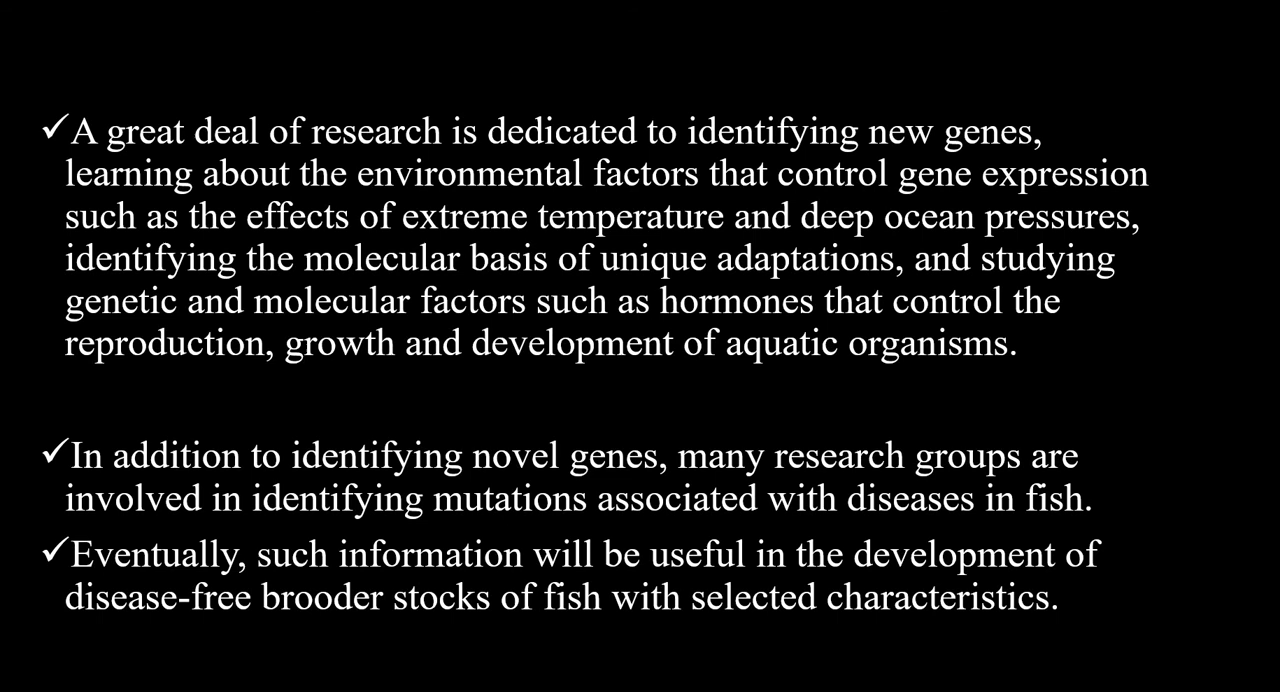 ✓A great deal of research is dedicated to identifying new genes,
learning about the environmental factors that control gene expression
such as the effects of extreme temperature and deep ocean pressures,
identifying the molecular basis of unique adaptations, and studying
genetic and molecular factors such as hormones that control the
reproduction, growth and development of aquatic organisms.
✓In addition to identifying novel genes, many research groups are
involved in identifying mutations associated with diseases in fish.
✓Eventually, such information will be useful in the development of
disease-free brooder stocks of fish with selected characteristics.